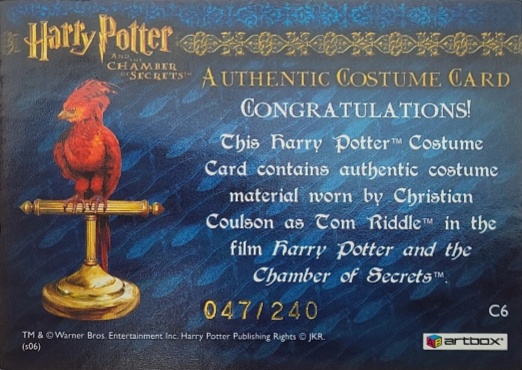 Harry Potter
AND THE
CHAMBER
OF SECRETS™
AUTHENTIC COSTUME CARD
CONGRATULATIONS!
This Harry Potter™ Costume
Card contains authentic costume
material worn by Christian
Coulson as Tom Riddle™ in the
film Harry Potter and the
Chamber of Secrets™.
047/240
C6
TM & © Warner Bros. Entertainment Inc. Harry Potter Publishing Rights © JKR.
(s06)
artbox